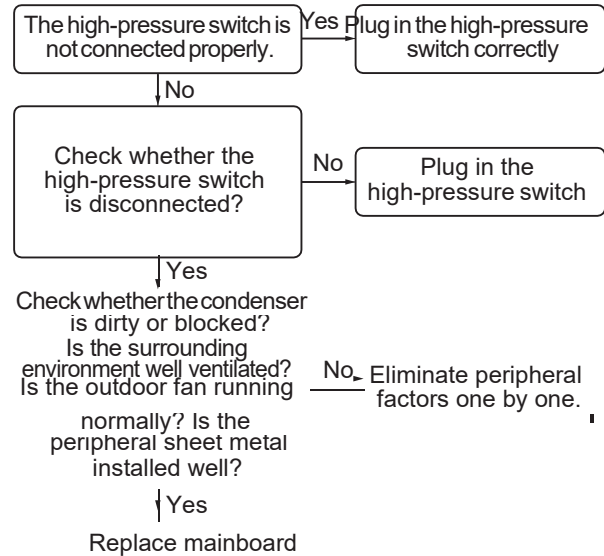 The high-pressure switch is
not connected properly.
Yes
Plug in the high-pressure
switch correctly
No
Check whether the
high-pressure switch
is disconnected?
No
Plug in the
high-pressure switch
Yes
Check whether the condenser
is dirty or blocked?
Is the surrounding
environment well ventilated?
Is the outdoor fan running
normally? Is the
peripheral sheet metal
installed well?
No
Eliminate peripheral
factors one by one.
Yes
Replace mainboard